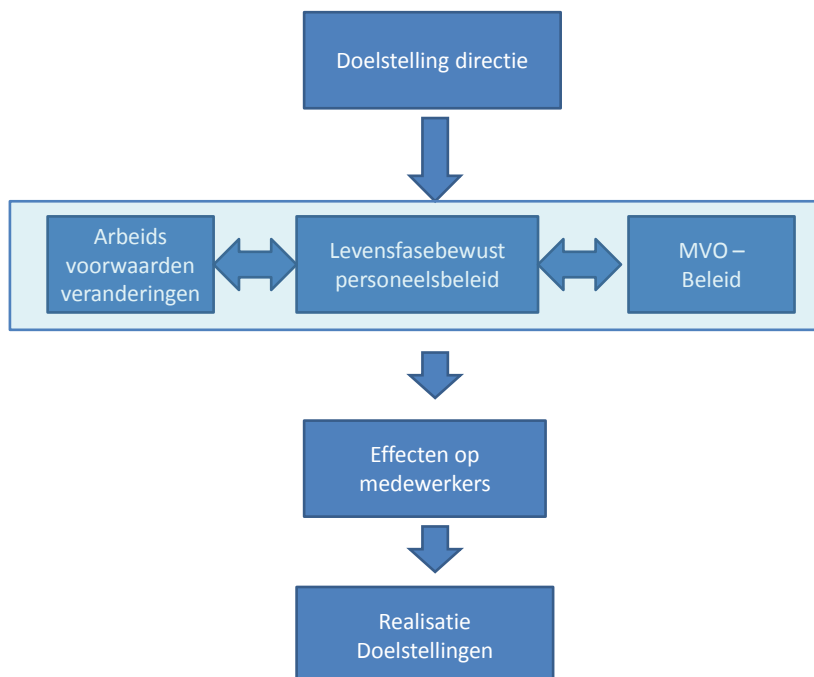 Doelstelling directie
Arbeids
voorwaarden
veranderingen
Levensfasebewust
personeelsbeleid
MVO –
Beleid
Effecten op
medewerkers
Realisatie
Doelstellingen